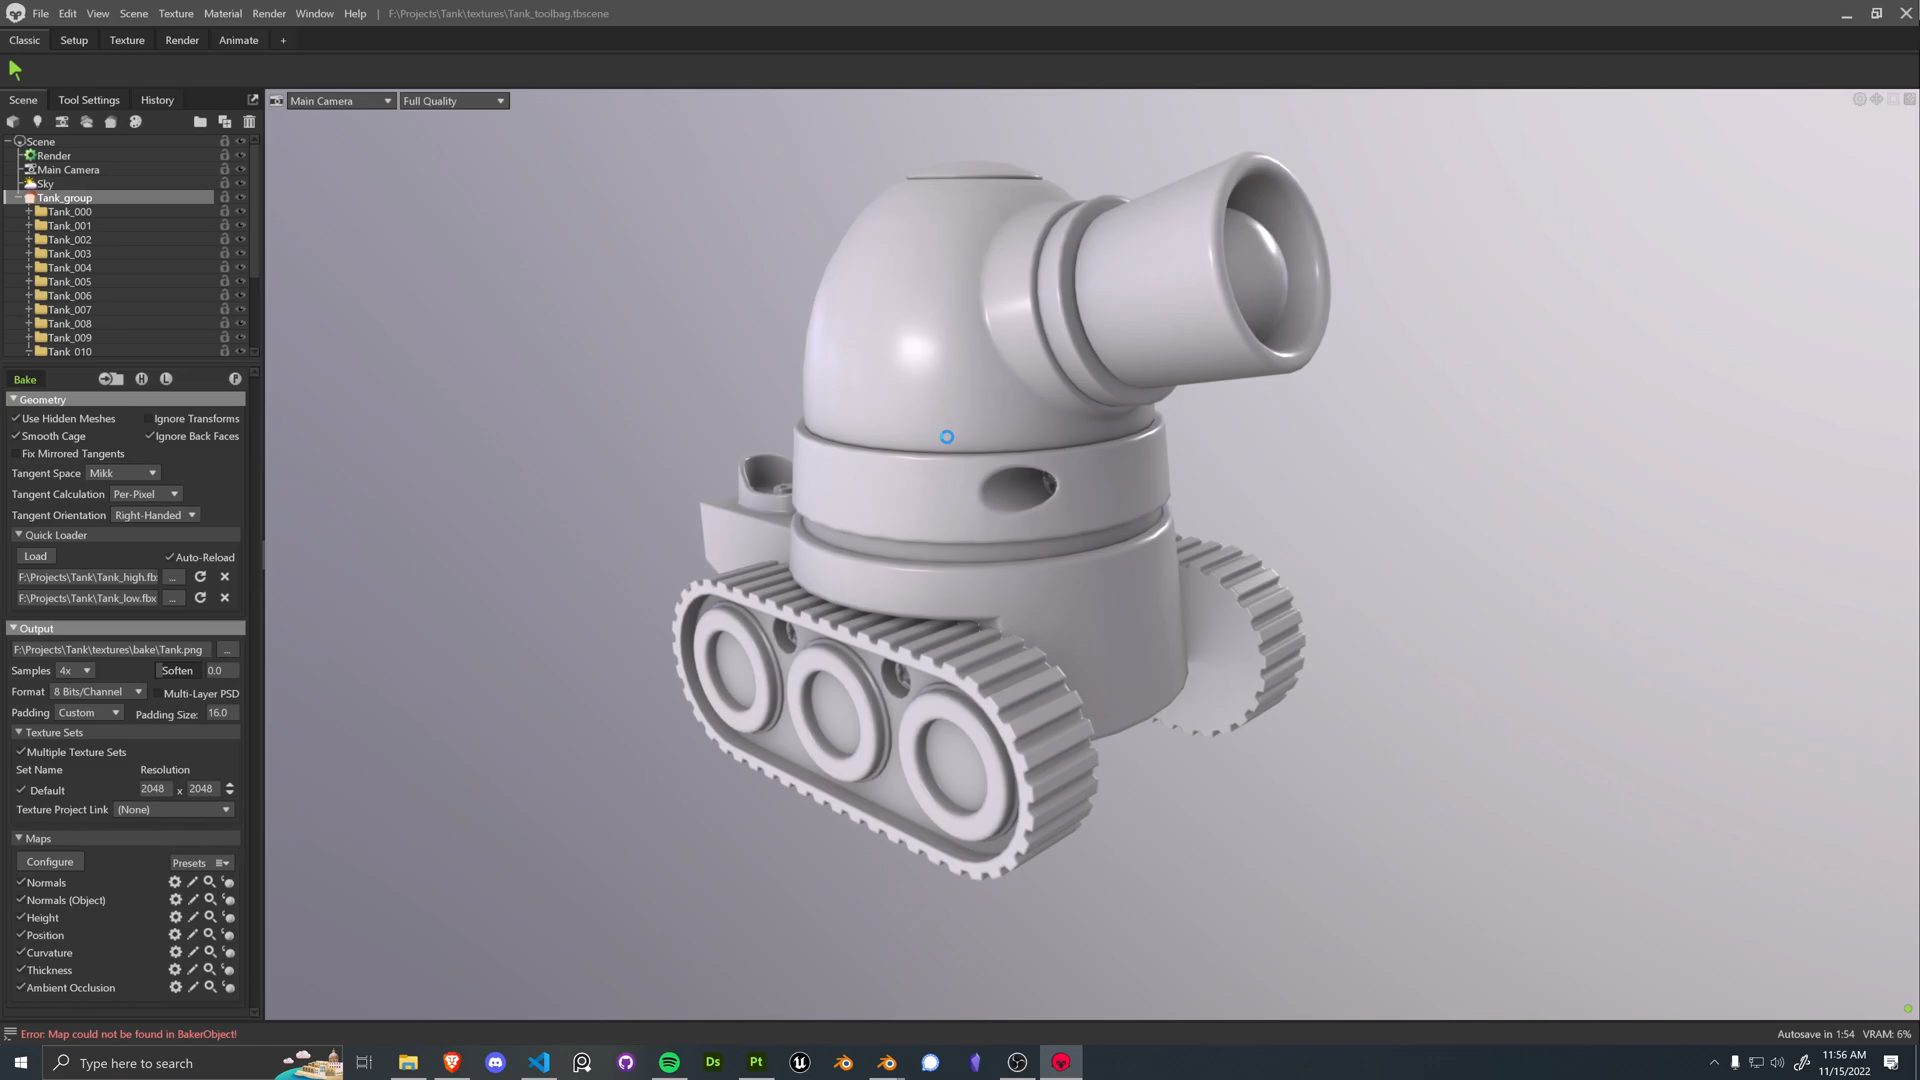 File Edit View Scene Texture Material Render Window Help F:\Projects\Tank\textures\Tank_toolbag.tbscene
Classic Setup Texture Render Animate +
Scene Tool Settings History
Main Camera Full Quality
Scene
Render
Main Camera
Sky
Tank_group
Tank_000
Tank_001
Tank_002
Tank_003
Tank_004
Tank_005
Tank_006
Tank_007
Tank_008
Tank_009
Tank_010
Bake H L P
Geometry
Use Hidden Meshes Ignore Transforms
Smooth Cage Ignore Back Faces
Fix Mirrored Tangents
Tangent Space Mikk
Tangent Calculation Per-Pixel
Tangent Orientation Right-Handed
Quick Loader
Load Auto-Reload
F:\Projects\Tank\Tank_high.fb ...
F:\Projects\Tank\Tank_low.fbx ...
Output
F:\Projects\Tank\textures\bake\Tank.png ...
Samples 4x Soften 0.0
Format 8 Bits/Channel Multi-Layer PSD
Padding Custom Padding Size: 16.0
Texture Sets
Multiple Texture Sets
Set Name Resolution
Default 2048 x 2048
Texture Project Link (None)
Maps
Configure Presets
Normals
Normals (Object)
Height
Position
Curvature
Thickness
Ambient Occlusion
Error: Map could not be found in BakerObject! Autosave in 1:54 VRAM: 6%
Type here to search Ds Pt 11:56 AM
11/15/2022